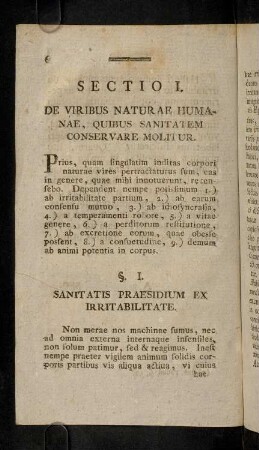 6
SECTIO I.
DE VIRIBUS NATURAE HUMA-
NAE, QUIBUS SANITATEM
CONSERVARE MOLITUR.
Prius, quam singulatim insitas corpori
naturae vires pertractaturus sum, eas
in genere, quae mihi innotuerunt, recen-
sebo. Dependent nempe potissimum 1.) ab
irritabilitate partium, 2.) ab earum
consensu mutuo, 3.) ab idiosyncrasia,
4.) a temperamenti robore, 5.) a vitae
genere, 6.) a perditorum restitutione,
7.) ab excretione eorum, quae obesse
possent, 8.) a consuetudine, 9.) demum
ab animi potentia in corpus.
§. I.
SANITATIS PRAESIDIUM EX
IRRITABILITATE.
Non merae nos machinae sumus, nec
ad omnia externa internaque insensiles,
non solum patimur, sed & reagimus. Inest
nempe praeter vigilem animum solidis cor-
poris partibus vis aliqua actiua, vi cuius
hae